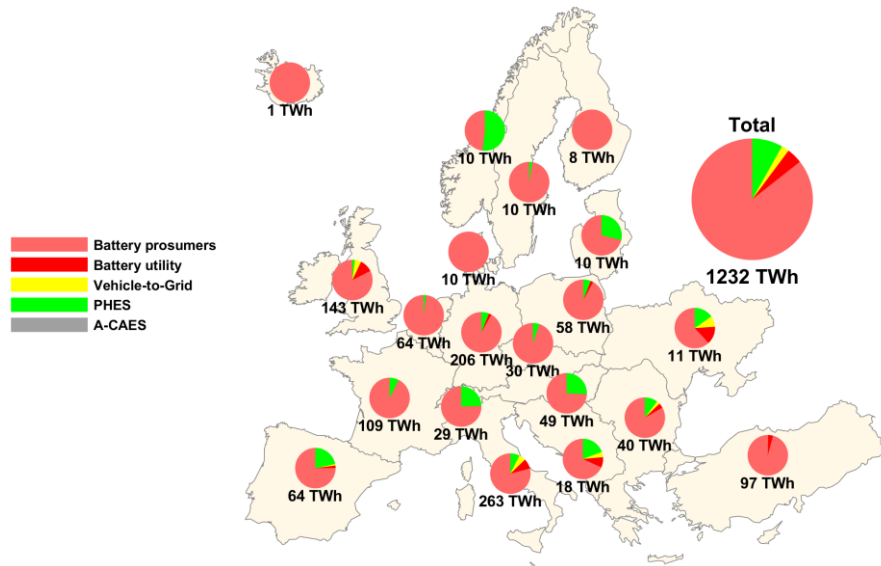 1 TWh
10 TWh
8 TWh
Total
10 TWh
10 TWh
Battery prosumers
Battery utility
Vehicle-to-Grid
PHES
A-CAES
10 TWh
1232 TWh
143 TWh
64 TWh
206 TWh
58 TWh
30 TWh
11 TWh
109 TWh
29 TWh
49 TWh
40 TWh
64 TWh
263 TWh
18 TWh
97 TWh